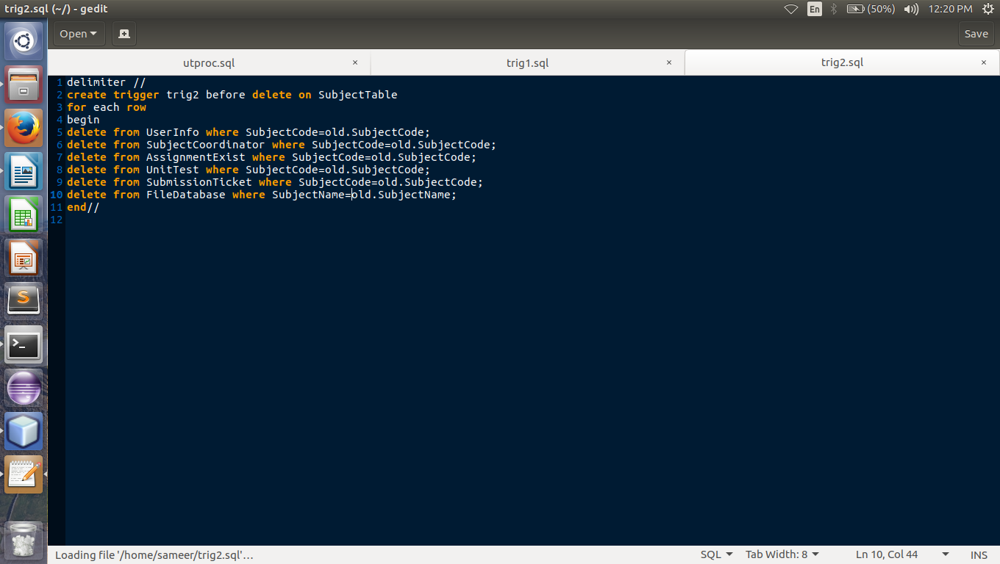 trig2.sql (~/) - gedit
En
(50%)
12:20 PM
Open
Save
utproc.sql ×
trig1.sql ×
trig2.sql ×
1 delimiter //
2 create trigger trig2 before delete on SubjectTable
3 for each row
4 begin
5 delete from UserInfo where SubjectCode=old.SubjectCode;
6 delete from SubjectCoordinator where SubjectCode=old.SubjectCode;
7 delete from AssignmentExist where SubjectCode=old.SubjectCode;
8 delete from UnitTest where SubjectCode=old.SubjectCode;
9 delete from SubmissionTicket where SubjectCode=old.SubjectCode;
10 delete from FileDatabase where SubjectName=old.SubjectName;
11 end//
12
S
>_
Loading file '/home/sameer/trig2.sql'…
SQL
Tab Width: 8
Ln 10, Col 44
INS